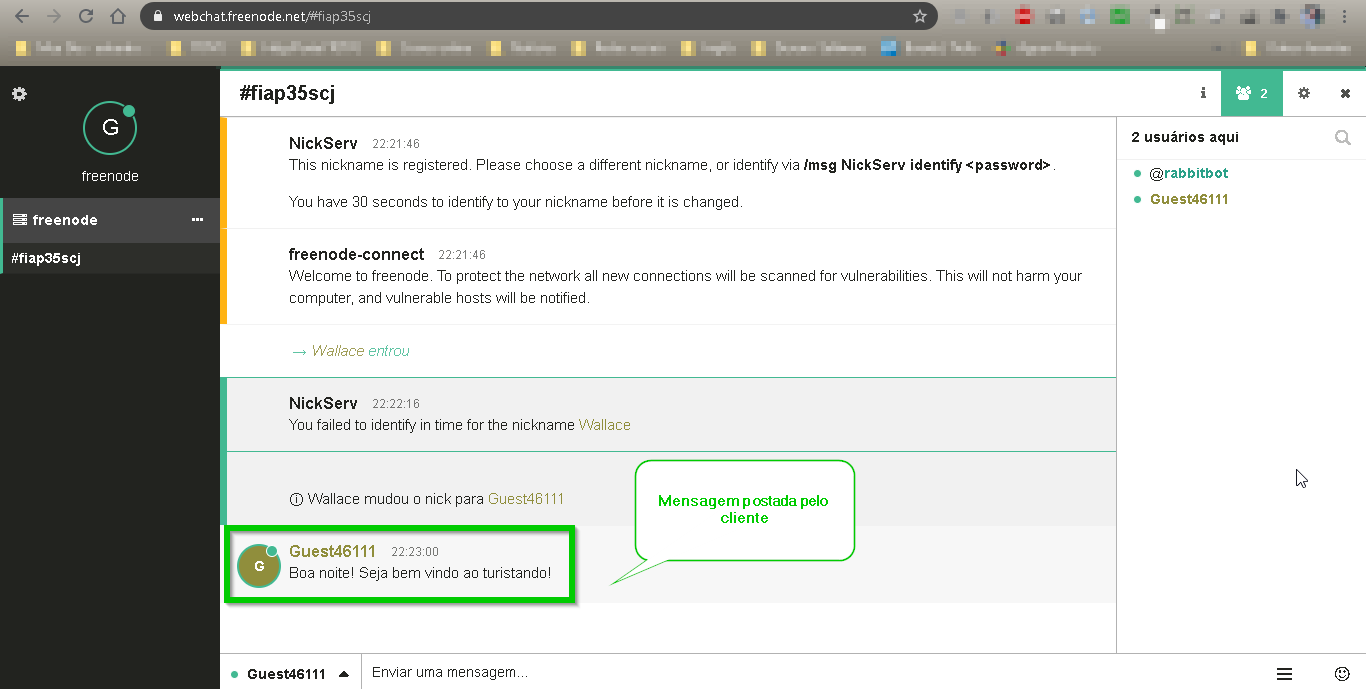 webchat.freenode.net/#fiap35scj
#fiap35scj
2
G
freenode
freenode
#fiap35scj
NickServ 22:21:46
This nickname is registered. Please choose a different nickname, or identify via /msg NickServ identify <password>.
You have 30 seconds to identify to your nickname before it is changed.
freenode-connect 22:21:46
Welcome to freenode. To protect the network all new connections will be scanned for vulnerabilities. This will not harm your
computer, and vulnerable hosts will be notified.
→ Wallace entrou
NickServ 22:22:16
You failed to identify in time for the nickname Wallace
Wallace mudou o nick para Guest46111
Mensagem postada pelo
cliente
G
Guest46111 22:23:00
Boa noite! Seja bem vindo ao turistando!
Guest46111
Enviar uma mensagem...
2 usuários aqui
@rabbitbot
Guest46111